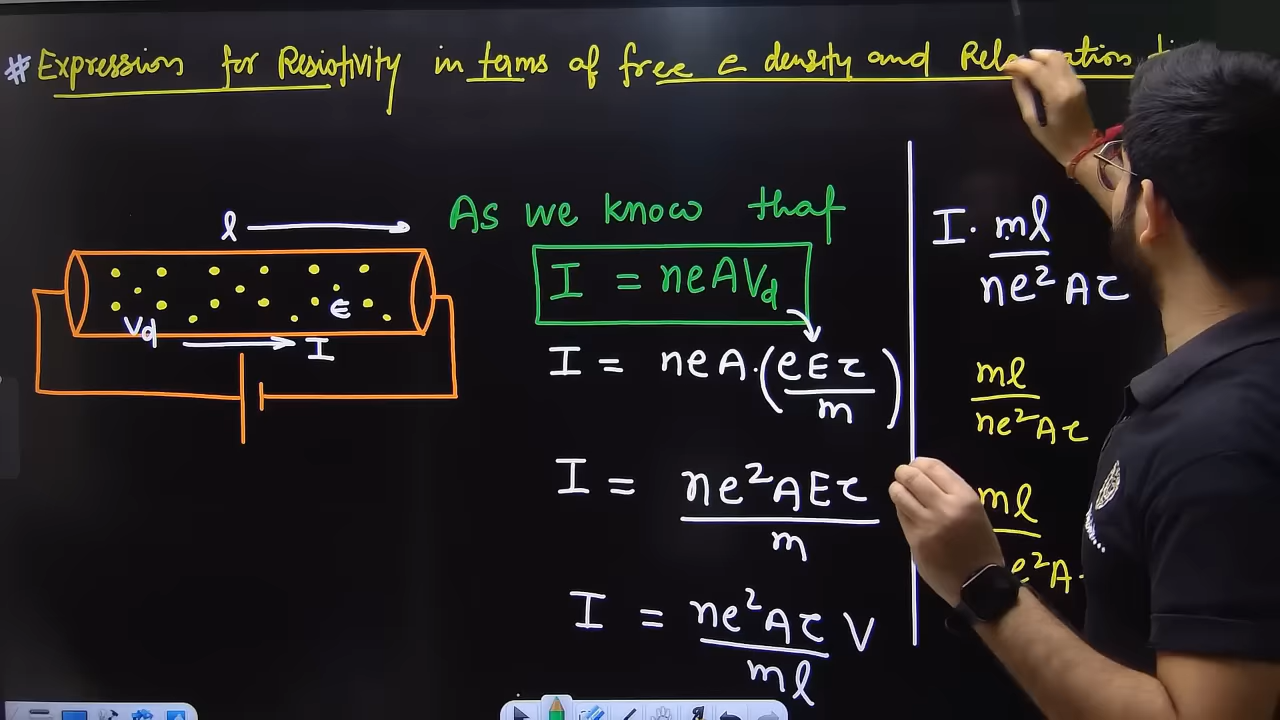 # Expression for Resistivity in terms of free e density and
l
Vd
I
e
As we know that
I = neAVd
I = neA.(eEτ/m)
I = ne²AEτ/m
I = ne²Aτ/ml V
I. ml/ne²Aτ
ml/ne²Aτ
ml/e²A